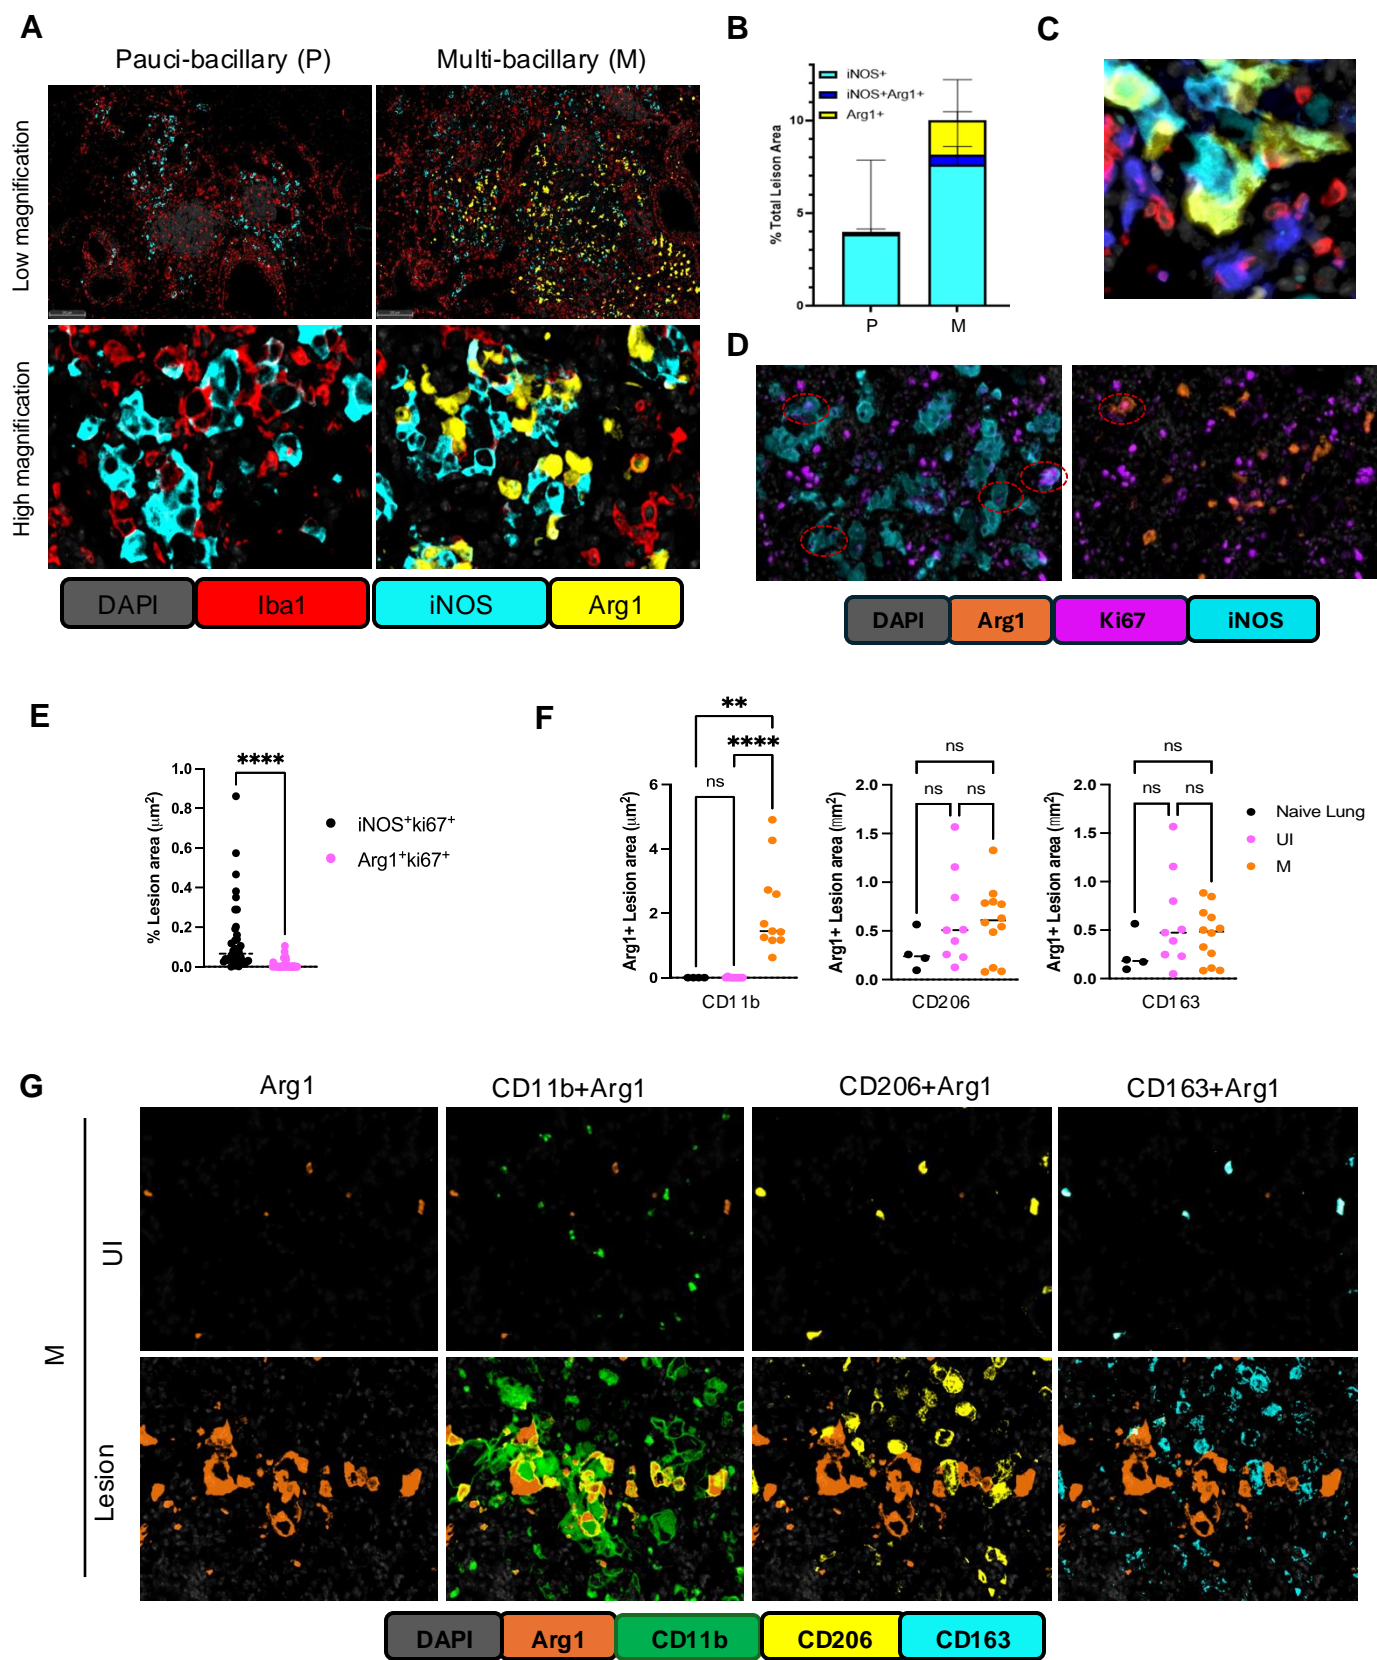 A
Pauci-bacillary (P)
Multi-bacillary (M)
Low magnification
High magnification
DAPI
Iba1
iNOS
Arg1
B
iNOS+
iNOS+Arg1+
Arg1+
% Total Leison Area
10
5
0
P
M
C
D
DAPI
Arg1
Ki67
iNOS
E
****
% Lesion area (μm2)
1.0
0.8
0.6
0.4
0.2
0.0
iNOS+ki67+
Arg1+ki67+
F
**
****
ns
Arg1+ Lesion area (μm2)
6
4
2
0
CD11b
ns
ns
ns
Arg1+ Lesion area (mm2)
2.0
1.5
1.0
0.5
0.0
CD206
ns
ns
ns
Arg1+ Lesion area (mm2)
2.0
1.5
1.0
0.5
0.0
CD163
Naive Lung
UI
M
G
Arg1
CD11b+Arg1
CD206+Arg1
CD163+Arg1
M
UI
Lesion
DAPI
Arg1
CD11b
CD206
CD163